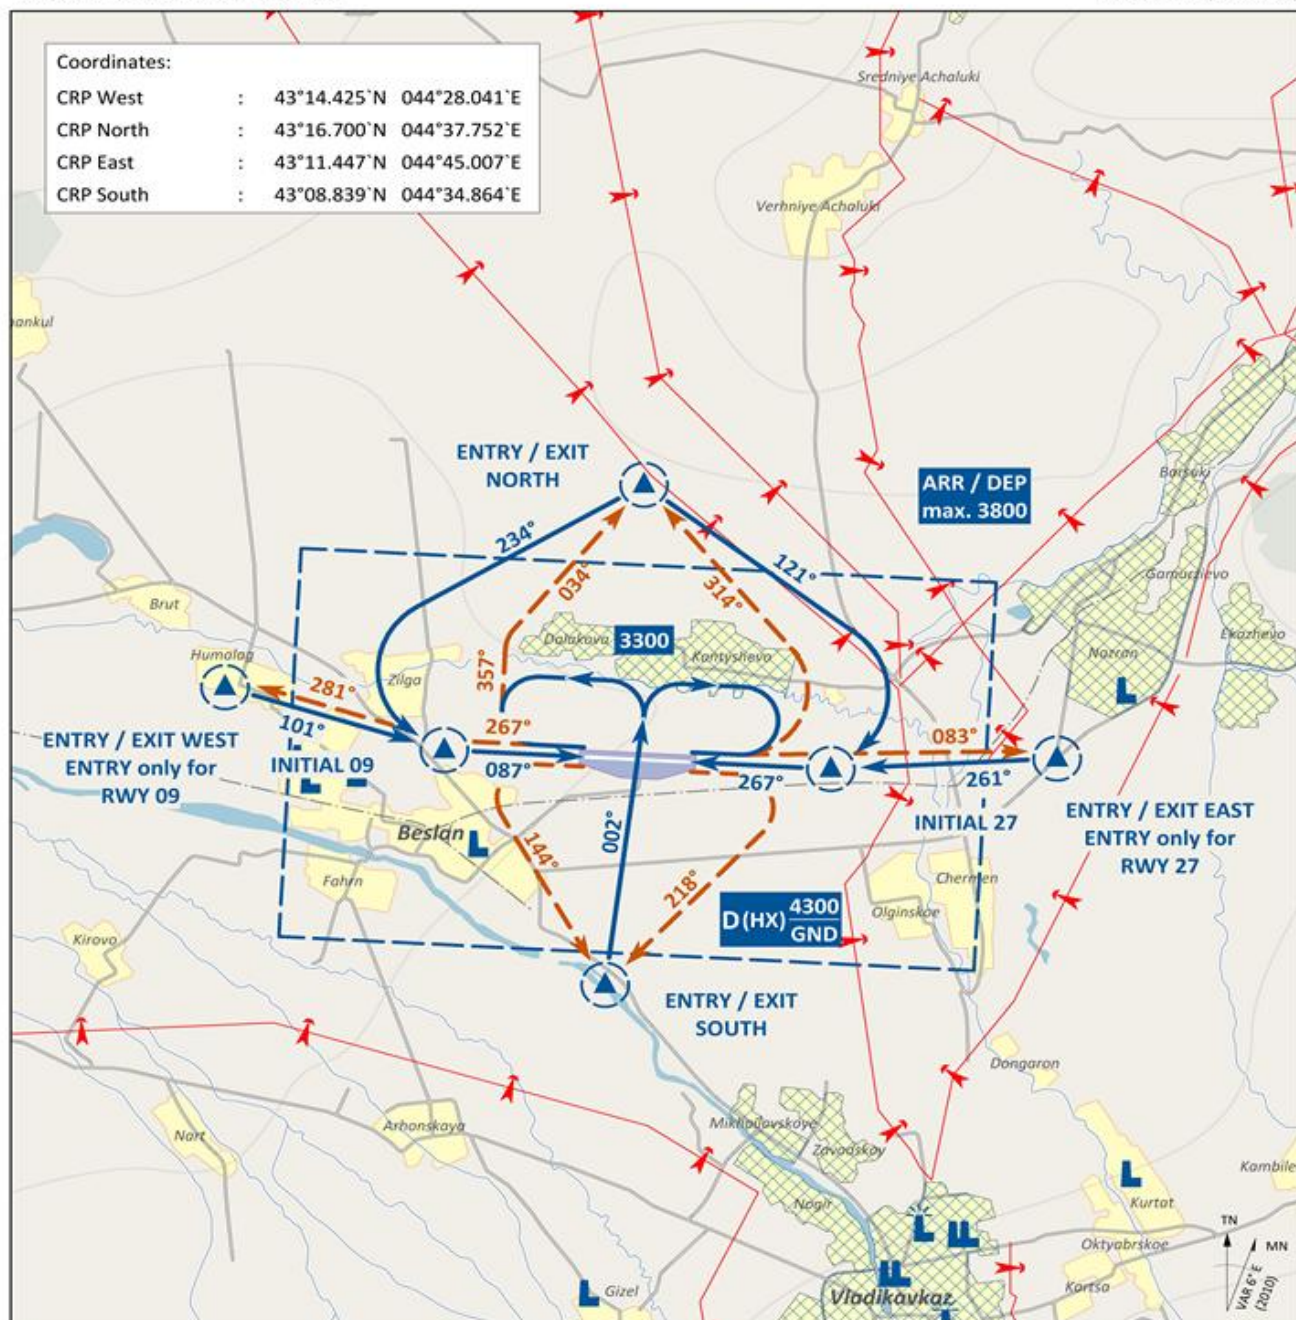 Coordinates:
CRP West : 43°14.425`N 044°28.041`E
CRP North : 43°16.700`N 044°37.752`E
CRP East : 43°11.447`N 044°45.007`E
CRP South : 43°08.839`N 044°34.864`E
Sredniye Achaluki
Verhniye Achaluki
ankul
ENTRY / EXIT
NORTH
ARR / DEP
max. 3800
Barsuki
234°
121°
034°
314°
Gamurzievo
Brut
Dalakova
3300
Kantyshevo
Ekazhevo
Nazran
Humalag
Zilga
357°
281°
101°
267°
083°
ENTRY / EXIT WEST
ENTRY only for
RWY 09
INITIAL 09
087°
267°
261°
INITIAL 27
ENTRY / EXIT EAST
ENTRY only for
RWY 27
Beslan
144°
002°
218°
Fahrn
Chermen
Olginskoe
D (HX) 4300
GND
Kirovo
ENTRY / EXIT
SOUTH
Dongaron
Nart
Arhonskaya
Mikhailavskoye
Zavodskoy
Nogir
Kambile
Kurtat
Oktyabrskoe
TN
MN
VAR 6° E
(2010)
Gizel
Vladikavkaz
Kartsa